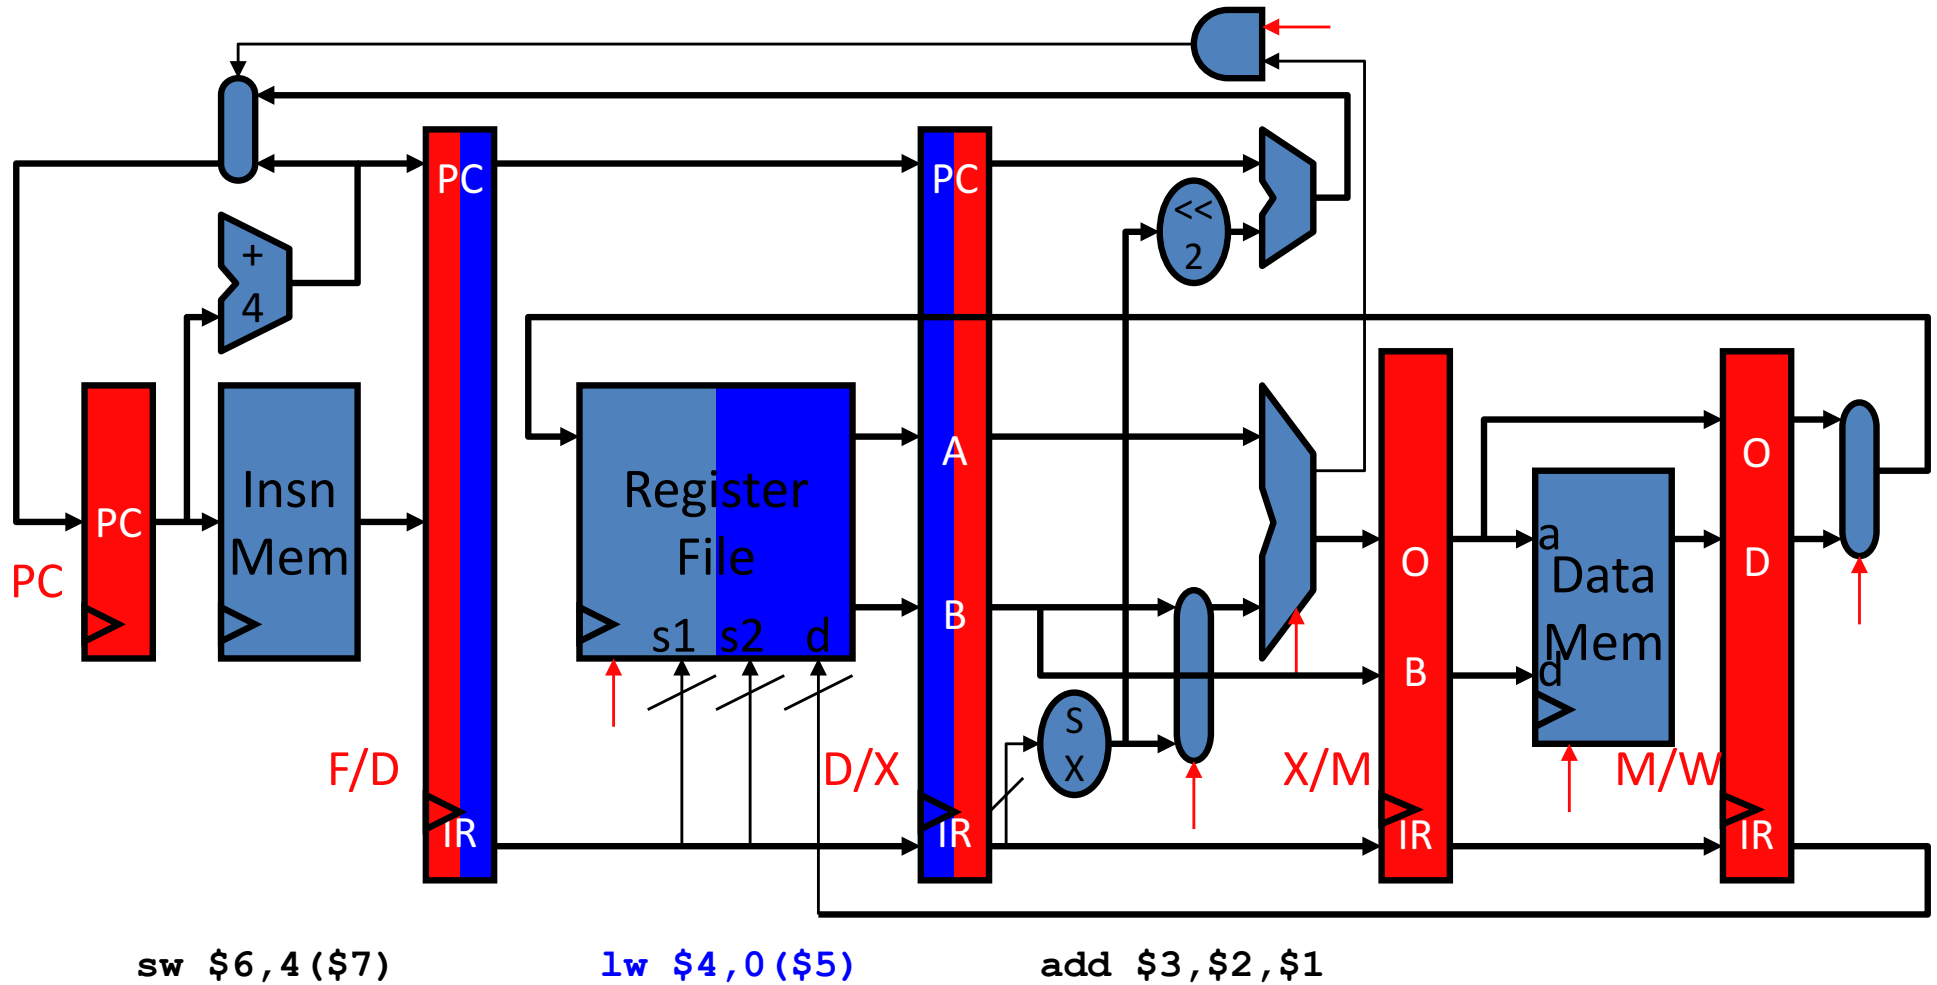 <<
2
+
4
PC
PC
PC
PC
Insn
Mem
Register
File
s1 s2 d
A
B
S
X
O
B
a
Data
Mem
d
O
D
PC
F/D
D/X
X/M
M/W
IR
IR
IR
IR
sw $6,4($7)
lw $4,0($5)
add $3,$2,$1